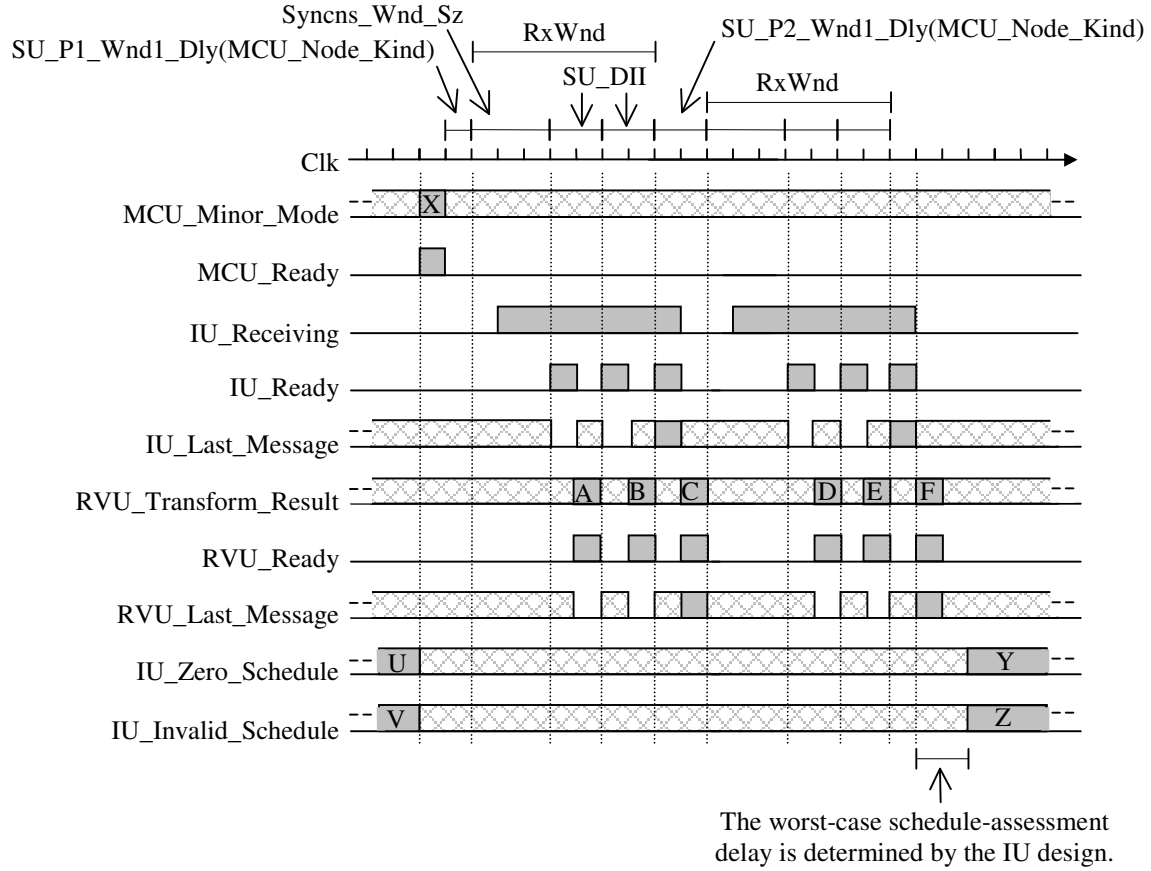 Syncns_Wnd_Sz
SU_P1_Wnd1_Dly(MCU_Node_Kind)
RxWnd
SU_P2_Wnd1_Dly(MCU_Node_Kind)
SU_DII
RxWnd
Clk
MCU_Minor_Mode
X
MCU_Ready
IU_Receiving
IU_Ready
IU_Last_Message
RVU_Transform_Result
A B C D E F
RVU_Ready
RVU_Last_Message
IU_Zero_Schedule
U Y
IU_Invalid_Schedule
V Z
The worst-case schedule-assessment
delay is determined by the IU design.